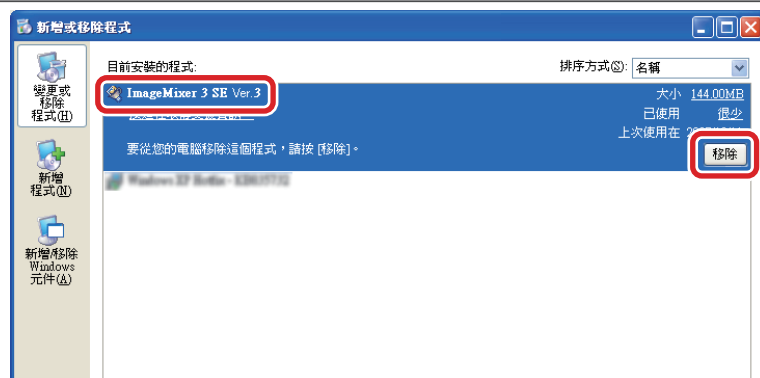 新增或移除程式
變更或
移除
程式(H)
新增
程式(N)
新增/移除
Windows
元件(A)
目前安裝的程式:
排序方式(S): 名稱
ImageMixer 3 SE Ver.3
大小 144.00MB
已使用 很少
上次使用在
要從您的電腦移除這個程式，請按 [移除]。
移除